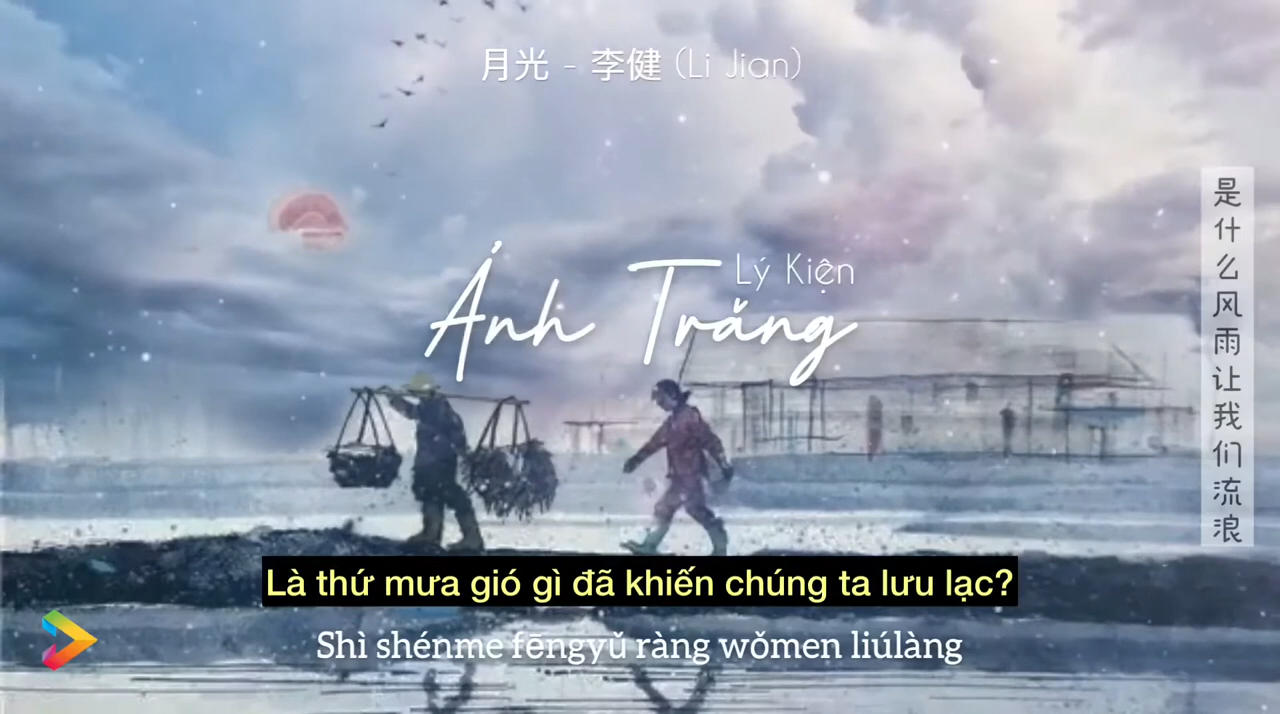 月光 - 李健 (Li Jian)
Lý Kiện
Ánh Trăng
是什么风雨让我们流浪
Là thứ mưa gió gì đã khiến chúng ta lưu lạc?
Shì shénme fēngyǔ ràng wǒmen liúlàng